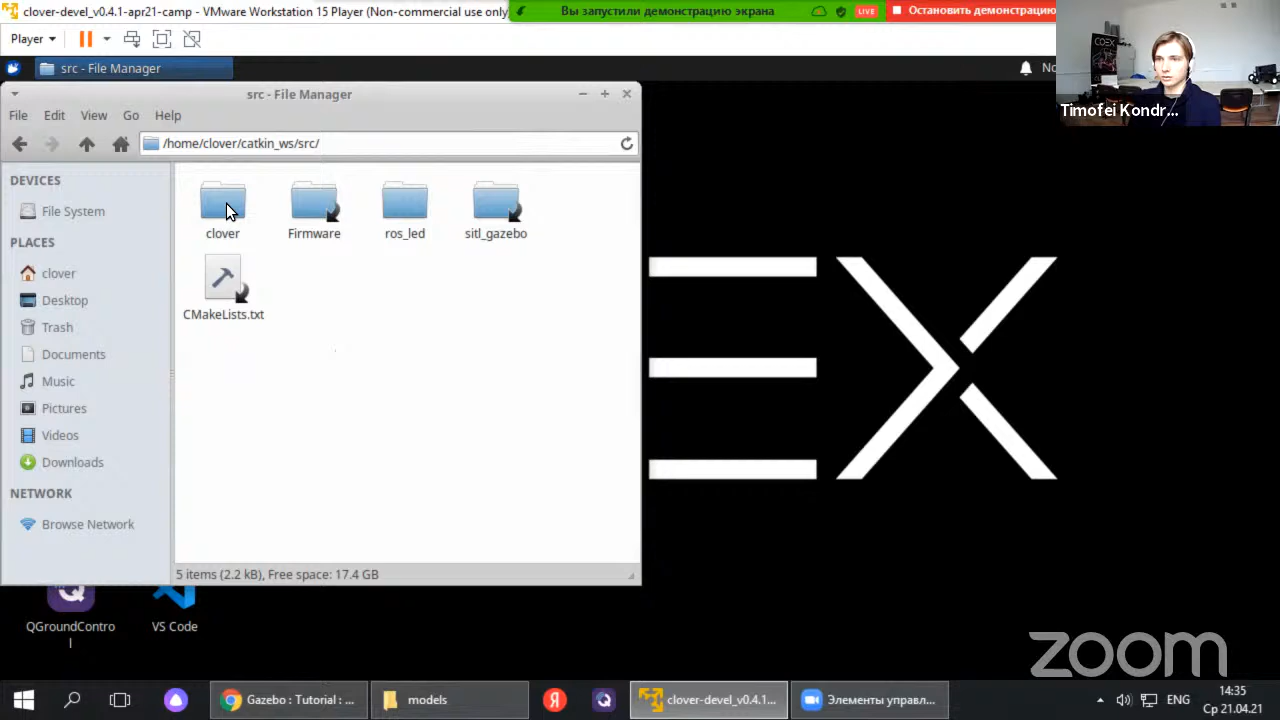 clover-devel_v0.4.1-apr21-camp - VMware Workstation 15 Player (Non-commercial use only
Вы запустили демонстрацию экрана
LIVE
Остановить демонстрацию
Player
src - File Manager
COEX
Timofei Kondr...
src - File Manager
File Edit View Go Help
/home/clover/catkin_ws/src/
DEVICES
File System
PLACES
clover
Desktop
Trash
Documents
Music
Pictures
Videos
Downloads
NETWORK
Browse Network
clover
Firmware
ros_led
sitl_gazebo
CMakeLists.txt
5 items (2.2 kB), Free space: 17.4 GB
EX
QGroundContro
l
VS Code
zoom
Gazebo : Tutorial : ...
models
Я
clover-devel_v0.4.1...
Элементы управл...
ENG
14:35
Ср 21.04.21